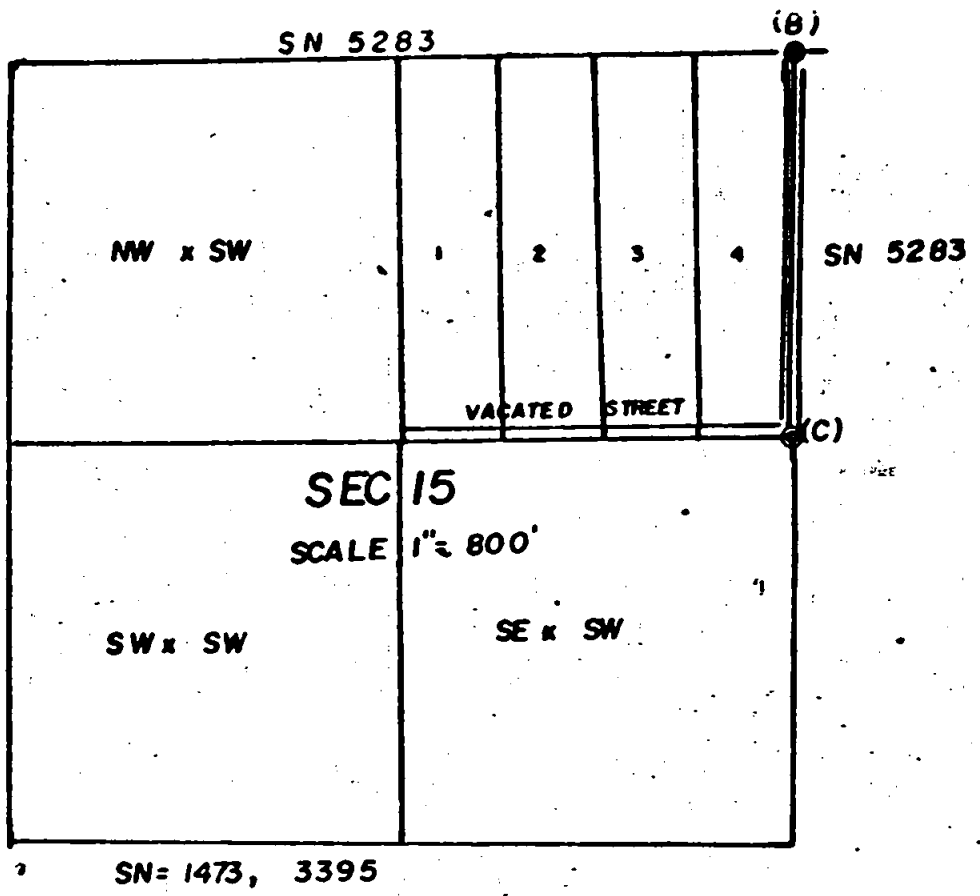 (B)
SN 5283
NW x SW
1
2
3
4
SN 5283
VACATED STREET
(C)
SEC 15
SCALE 1"= 800'
SW x SW
SE x SW
SN= 1473, 3395